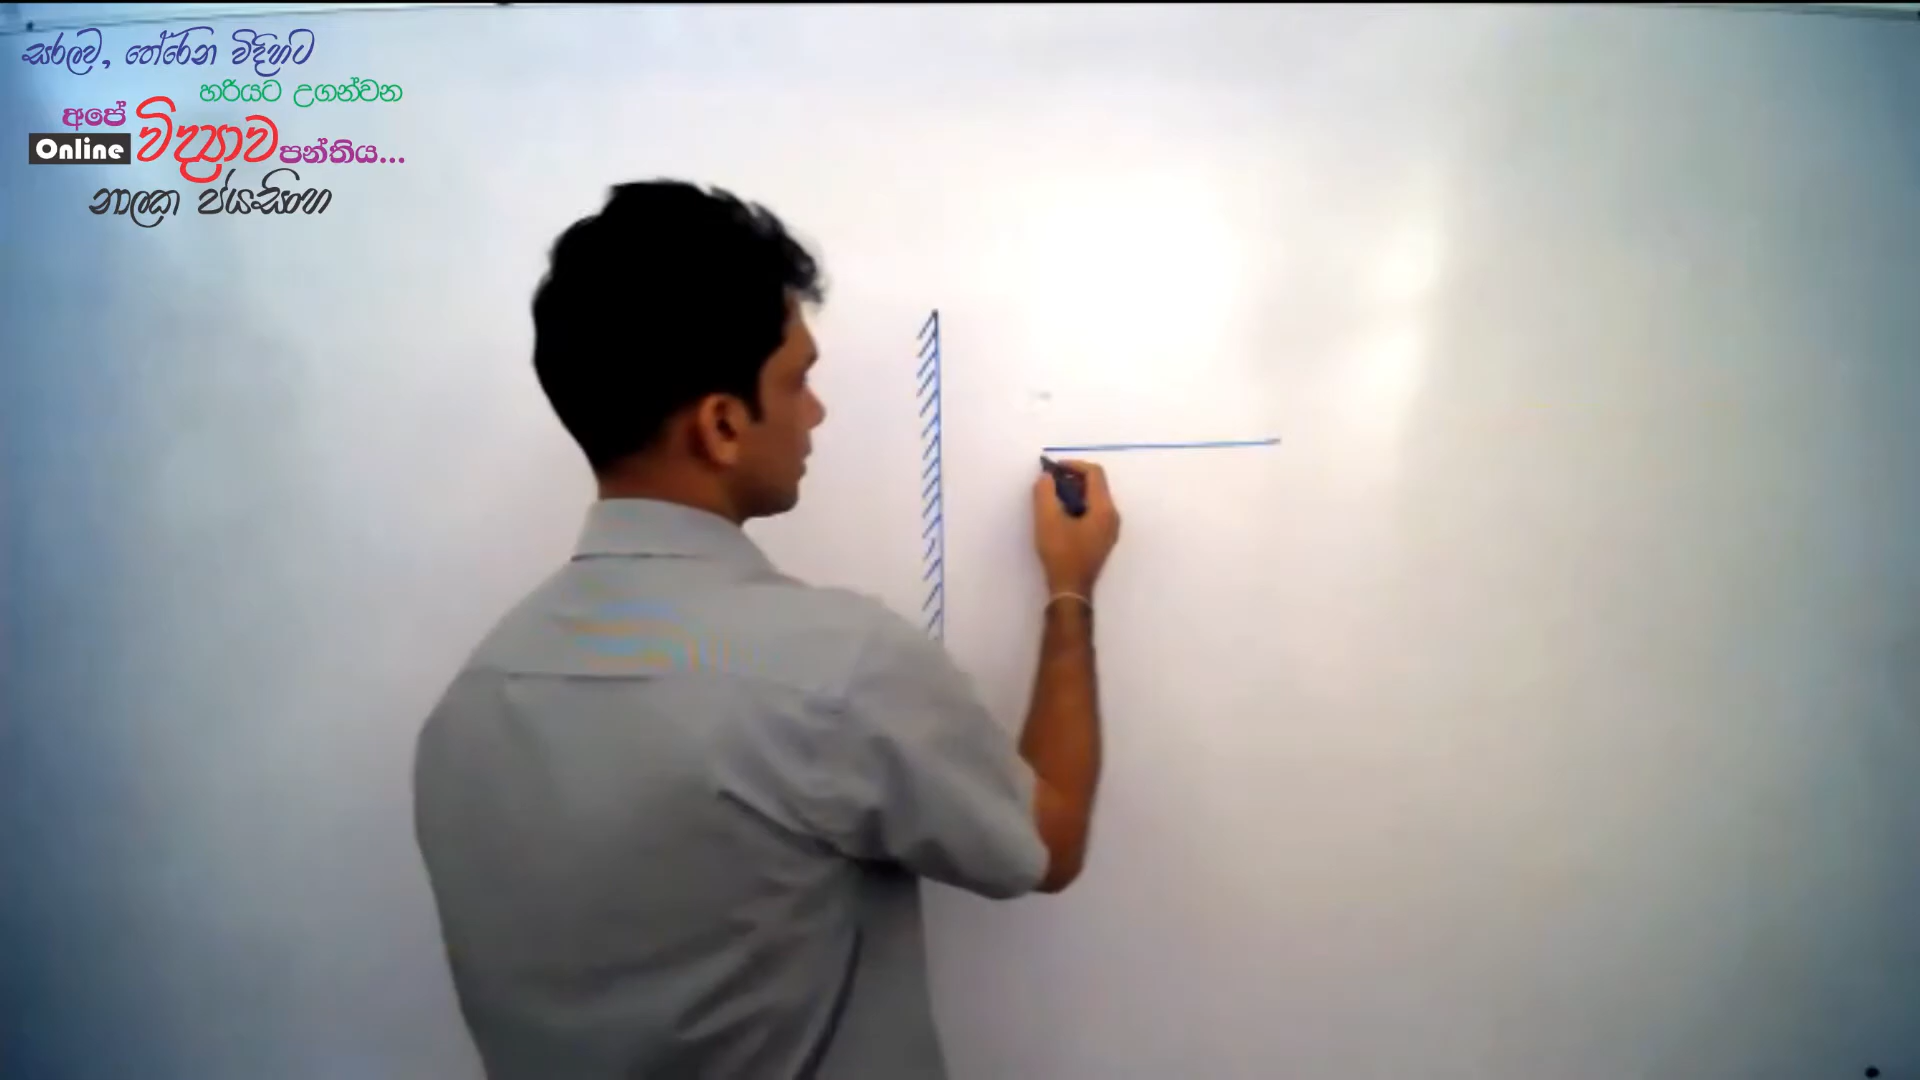 සරලව, තේරෙන විදිහට
හරියට උගන්වන
අපේ
Online විද්‍යාව පන්තිය...
නාලක ජයසිංහ